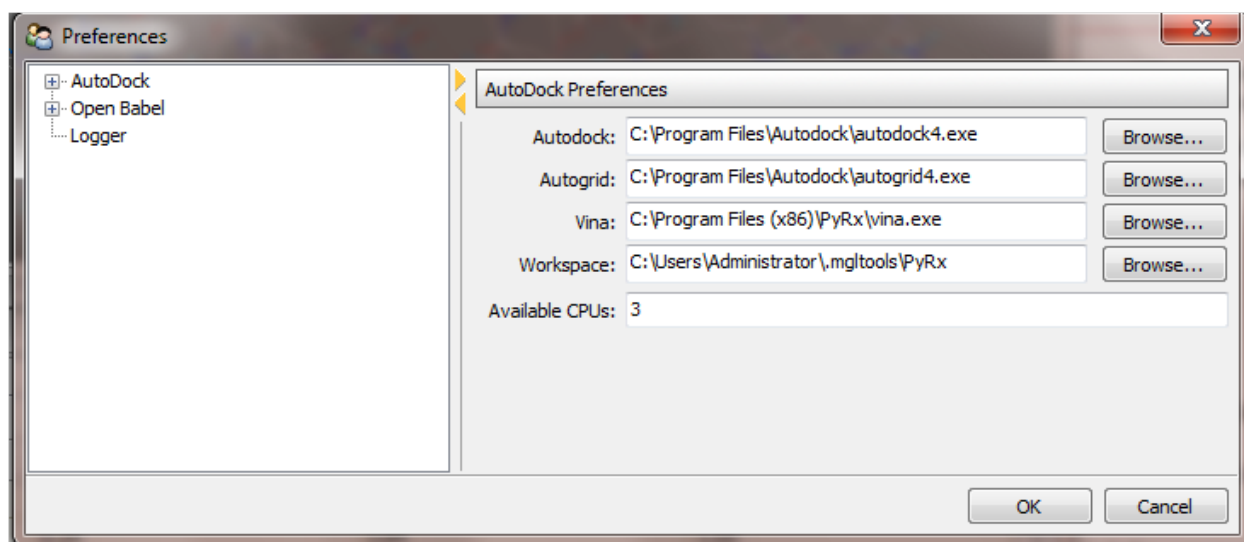 Preferences
AutoDock
Open Babel
Logger
AutoDock Preferences
Autodock: C:\Program Files\Autodock\autodock4.exe Browse...
Autogrid: C:\Program Files\Autodock\autogrid4.exe Browse...
Vina: C:\Program Files (x86)\PyRx\vina.exe Browse...
Workspace: C:\Users\Administrator\.mgltools\PyRx Browse...
Available CPUs: 3
OK Cancel